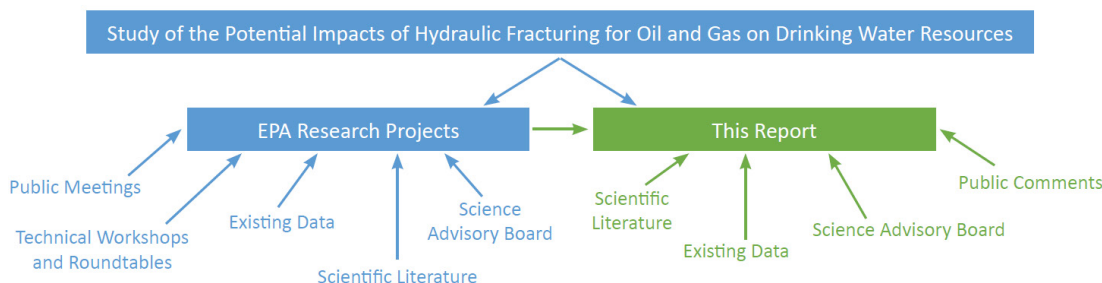 Study of the Potential Impacts of Hydraulic Fracturing for Oil and Gas on Drinking Water Resources
EPA Research Projects
This Report
Public Meetings
Technical Workshops
and Roundtables
Existing Data
Scientific Literature
Science
Advisory Board
Scientific
Literature
Existing Data
Science Advisory Board
Public Comments